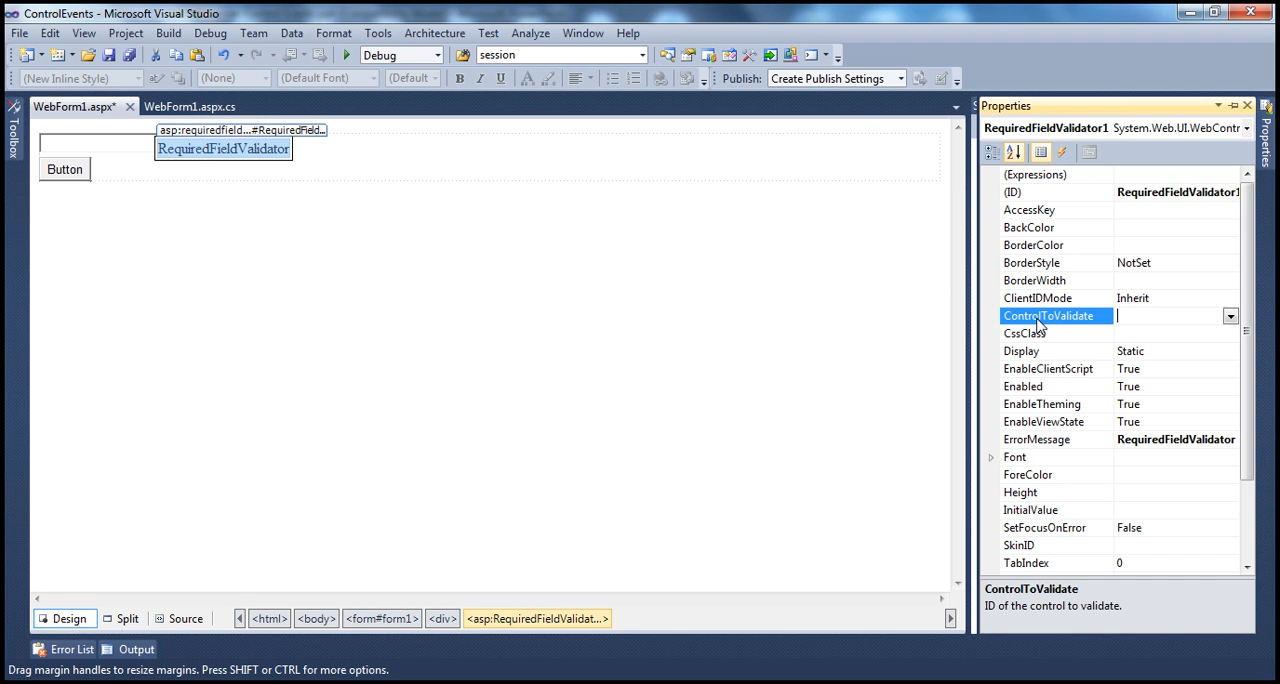 ControlEvents - Microsoft Visual Studio
File Edit View Project Build Debug Team Data Format Tools Architecture Test Analyze Window Help
Debug session
(New Inline Style) (None) (Default Font) (Default B I U A Publish: Create Publish Settings
WebForm1.aspx* WebForm1.aspx.cs
Toolbox
asp:requiredfield...#RequiredField...
RequiredFieldValidator
Button
Properties
RequiredFieldValidator1 System.Web.UI.WebContr
Properties
(Expressions)
(ID) RequiredFieldValidator1
AccessKey
BackColor
BorderColor
BorderStyle NotSet
BorderWidth
ClientIDMode Inherit
ControlToValidate
CssClass
Display Static
EnableClientScript True
Enabled True
EnableTheming True
EnableViewState True
ErrorMessage RequiredFieldValidator
Font
ForeColor
Height
InitialValue
SetFocusOnError False
SkinID
TabIndex 0
ControlToValidate
ID of the control to validate.
Design Split Source <html> <body> <form#form1> <div> <asp:RequiredFieldValidat...>
Error List Output
Drag margin handles to resize margins. Press SHIFT or CTRL for more options.